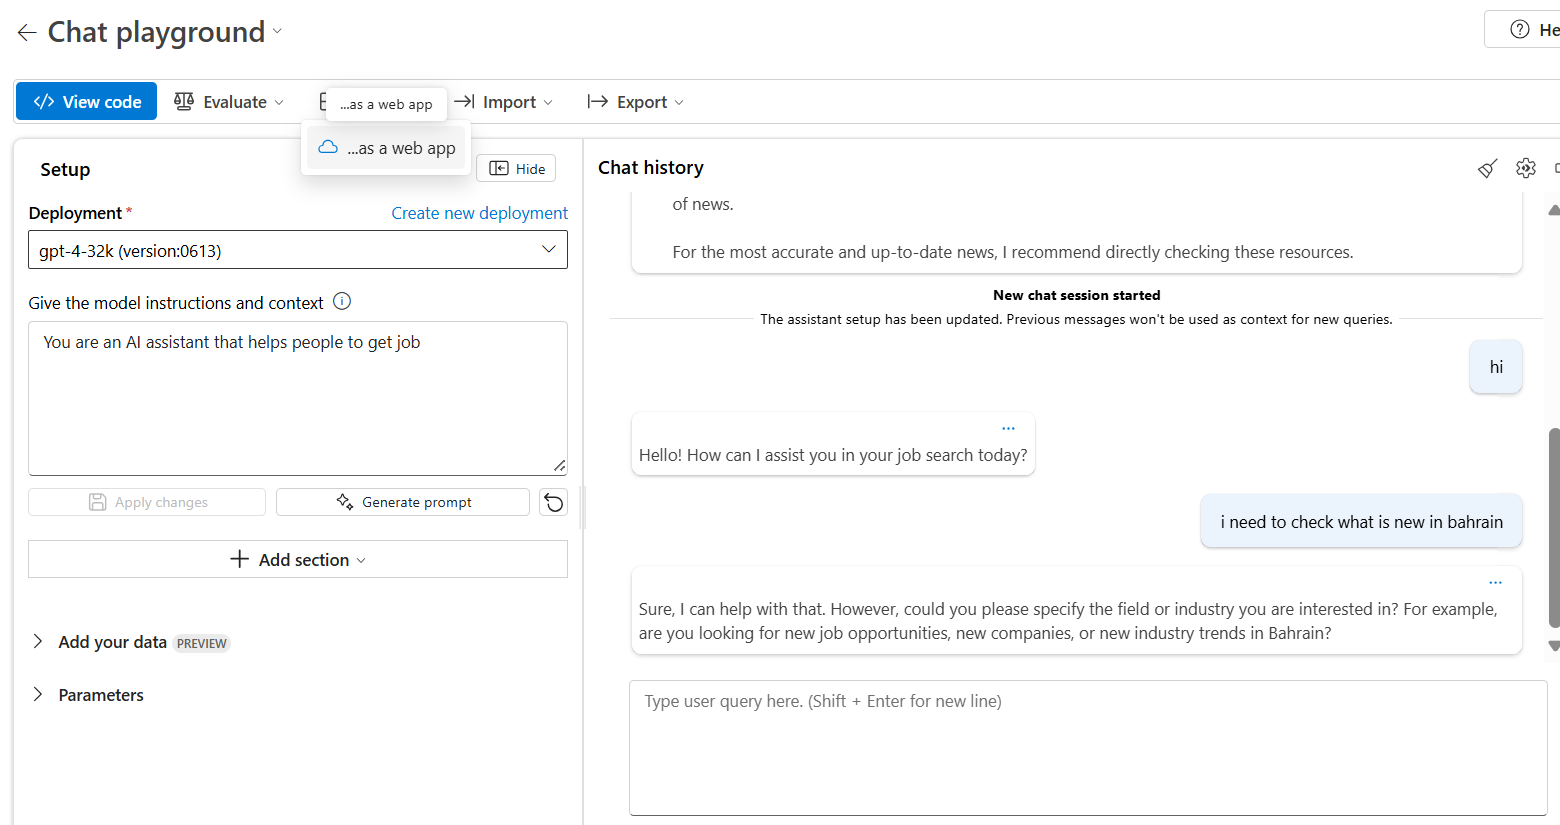 Chat playground
He
View code
Evaluate
...as a web app
Import
Export
...as a web app
Setup
Hide
Deployment *
Create new deployment
gpt-4-32k (version:0613)
Give the model instructions and context
You are an AI assistant that helps people to get job
Apply changes
Generate prompt
Add section
Add your data PREVIEW
Parameters
Chat history
of news.
For the most accurate and up-to-date news, I recommend directly checking these resources.
New chat session started
The assistant setup has been updated. Previous messages won't be used as context for new queries.
hi
Hello! How can I assist you in your job search today?
i need to check what is new in bahrain
Sure, I can help with that. However, could you please specify the field or industry you are interested in? For example,
are you looking for new job opportunities, new companies, or new industry trends in Bahrain?
Type user query here. (Shift + Enter for new line)